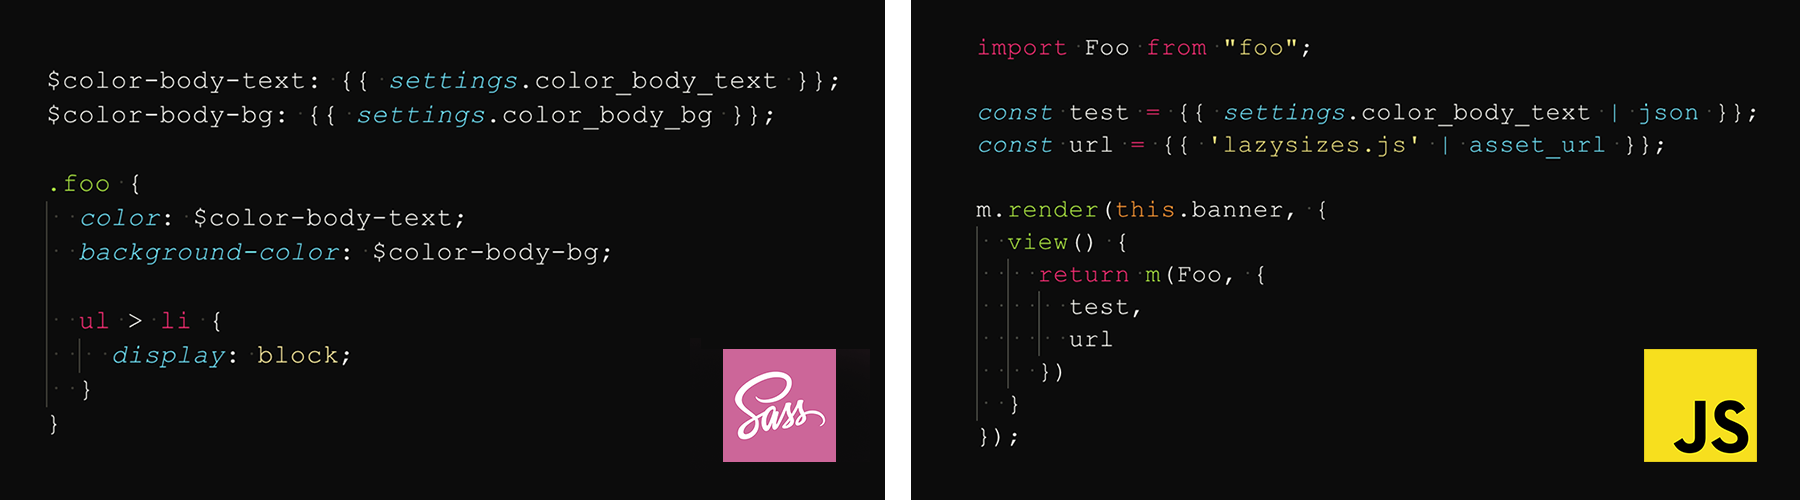 $color-body-text: {{ settings.color_body_text }};
$color-body-bg: {{ settings.color_body_bg }};
.foo {
color: $color-body-text;
background-color: $color-body-bg;
ul > li {
display: block;
}
}
Sass
import Foo from "foo";
const test = {{ settings.color_body_text | json }};
const url = {{ 'lazysizes.js' | asset_url }};
m.render(this.banner, {
view() {
return m(Foo, {
test,
url
})
}
});
JS